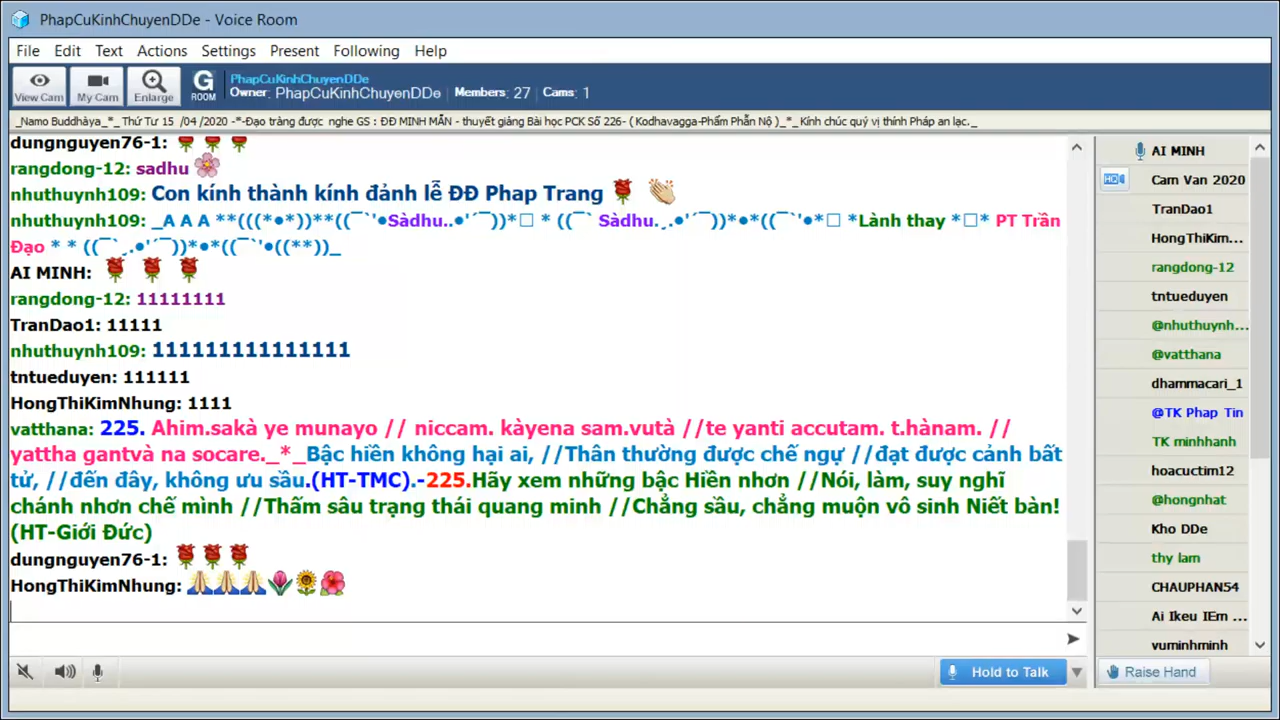 PhapCuKinhChuyenDDe - Voice Room
File Edit Text Actions Settings Present Following Help
View Cam My Cam Enlarge G ROOM PhapCuKinhChuyenDDe
Owner: PhapCuKinhChuyenDDe Members: 27 Cams: 1
_Namo Buddhàya_*_ Thứ Tư 15 /04 /2020 -*-Đạo tràng được nghe GS : ĐĐ MINH MẪN - thuyết giảng Bài học PCK Số 226- ( Kodhavagga-Phẩm Phẫn Nộ )_*_ Kính chúc quý vị thính Pháp an lạc._
dungnguyen76-1:
rangdong-12: sadhu
nhuthuynh109: Con kính thành kính đảnh lễ ĐĐ Phap Trang
nhuthuynh109: _A A A **(((*●*))**((¯`'●Sàdhu..●'´¯))*□ * ((¯` Sàdhu.¸.●'´¯))*●*((¯`'●*□ *Lành thay *□* PT Trần
Đạo * * ((¯`¸.●'´¯))*●*((¯`'●((**))_
AI MINH:
rangdong-12: 11111111
TranDao1: 11111
nhuthuynh109: 111111111111111
tntueduyen: 111111
HongThiKimNhung: 1111
vatthana: 225. Ahim.sakà ye munayo // niccam. kàyena sam.vutà //te yanti accutam. t.hànam. //
yattha gantvà na socare._*_Bậc hiền không hại ai, //Thân thường được chế ngự //đạt được cảnh bất
tử, //đến đây, không ưu sầu.(HT-TMC).-225.Hãy xem những bậc Hiền nhơn //Nói, làm, suy nghĩ
chánh nhơn chế mình //Thấm sâu trạng thái quang minh //Chẳng sầu, chẳng muộn vô sinh Niết bàn!
(HT-Giới Đức)
dungnguyen76-1:
HongThiKimNhung:
AI MINH
HD Cam Van 2020
TranDao1
HongThiKim...
rangdong-12
tntueduyen
@nhuthuynh...
@vatthana
dhammacari_1
@TK Phap Tin
TK minhhanh
hoacuctim12
@hongnhat
Kho DDe
thy lam
CHAUPHAN54
Ai Ikeu IEm ...
vuminhminh
Hold to Talk Raise Hand